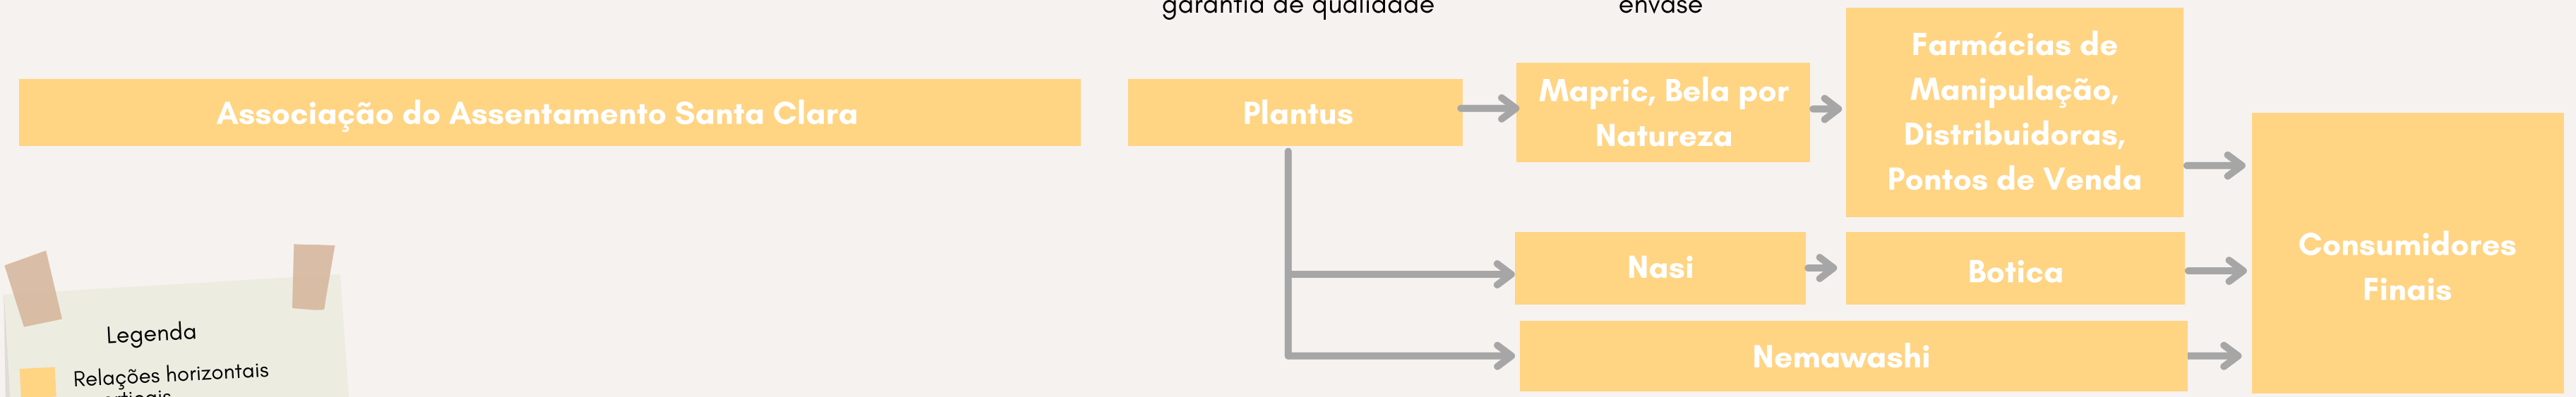 garantia de qualidade
envase
Associação do Assentamento Santa Clara
Plantus
Mapric, Bela por
Natureza
Farmácias de
Manipulação,
Distribuidoras,
Pontos de Venda
Nasi
Botica
Nemawashi
Consumidores
Finais
Legenda
Relações horizontais